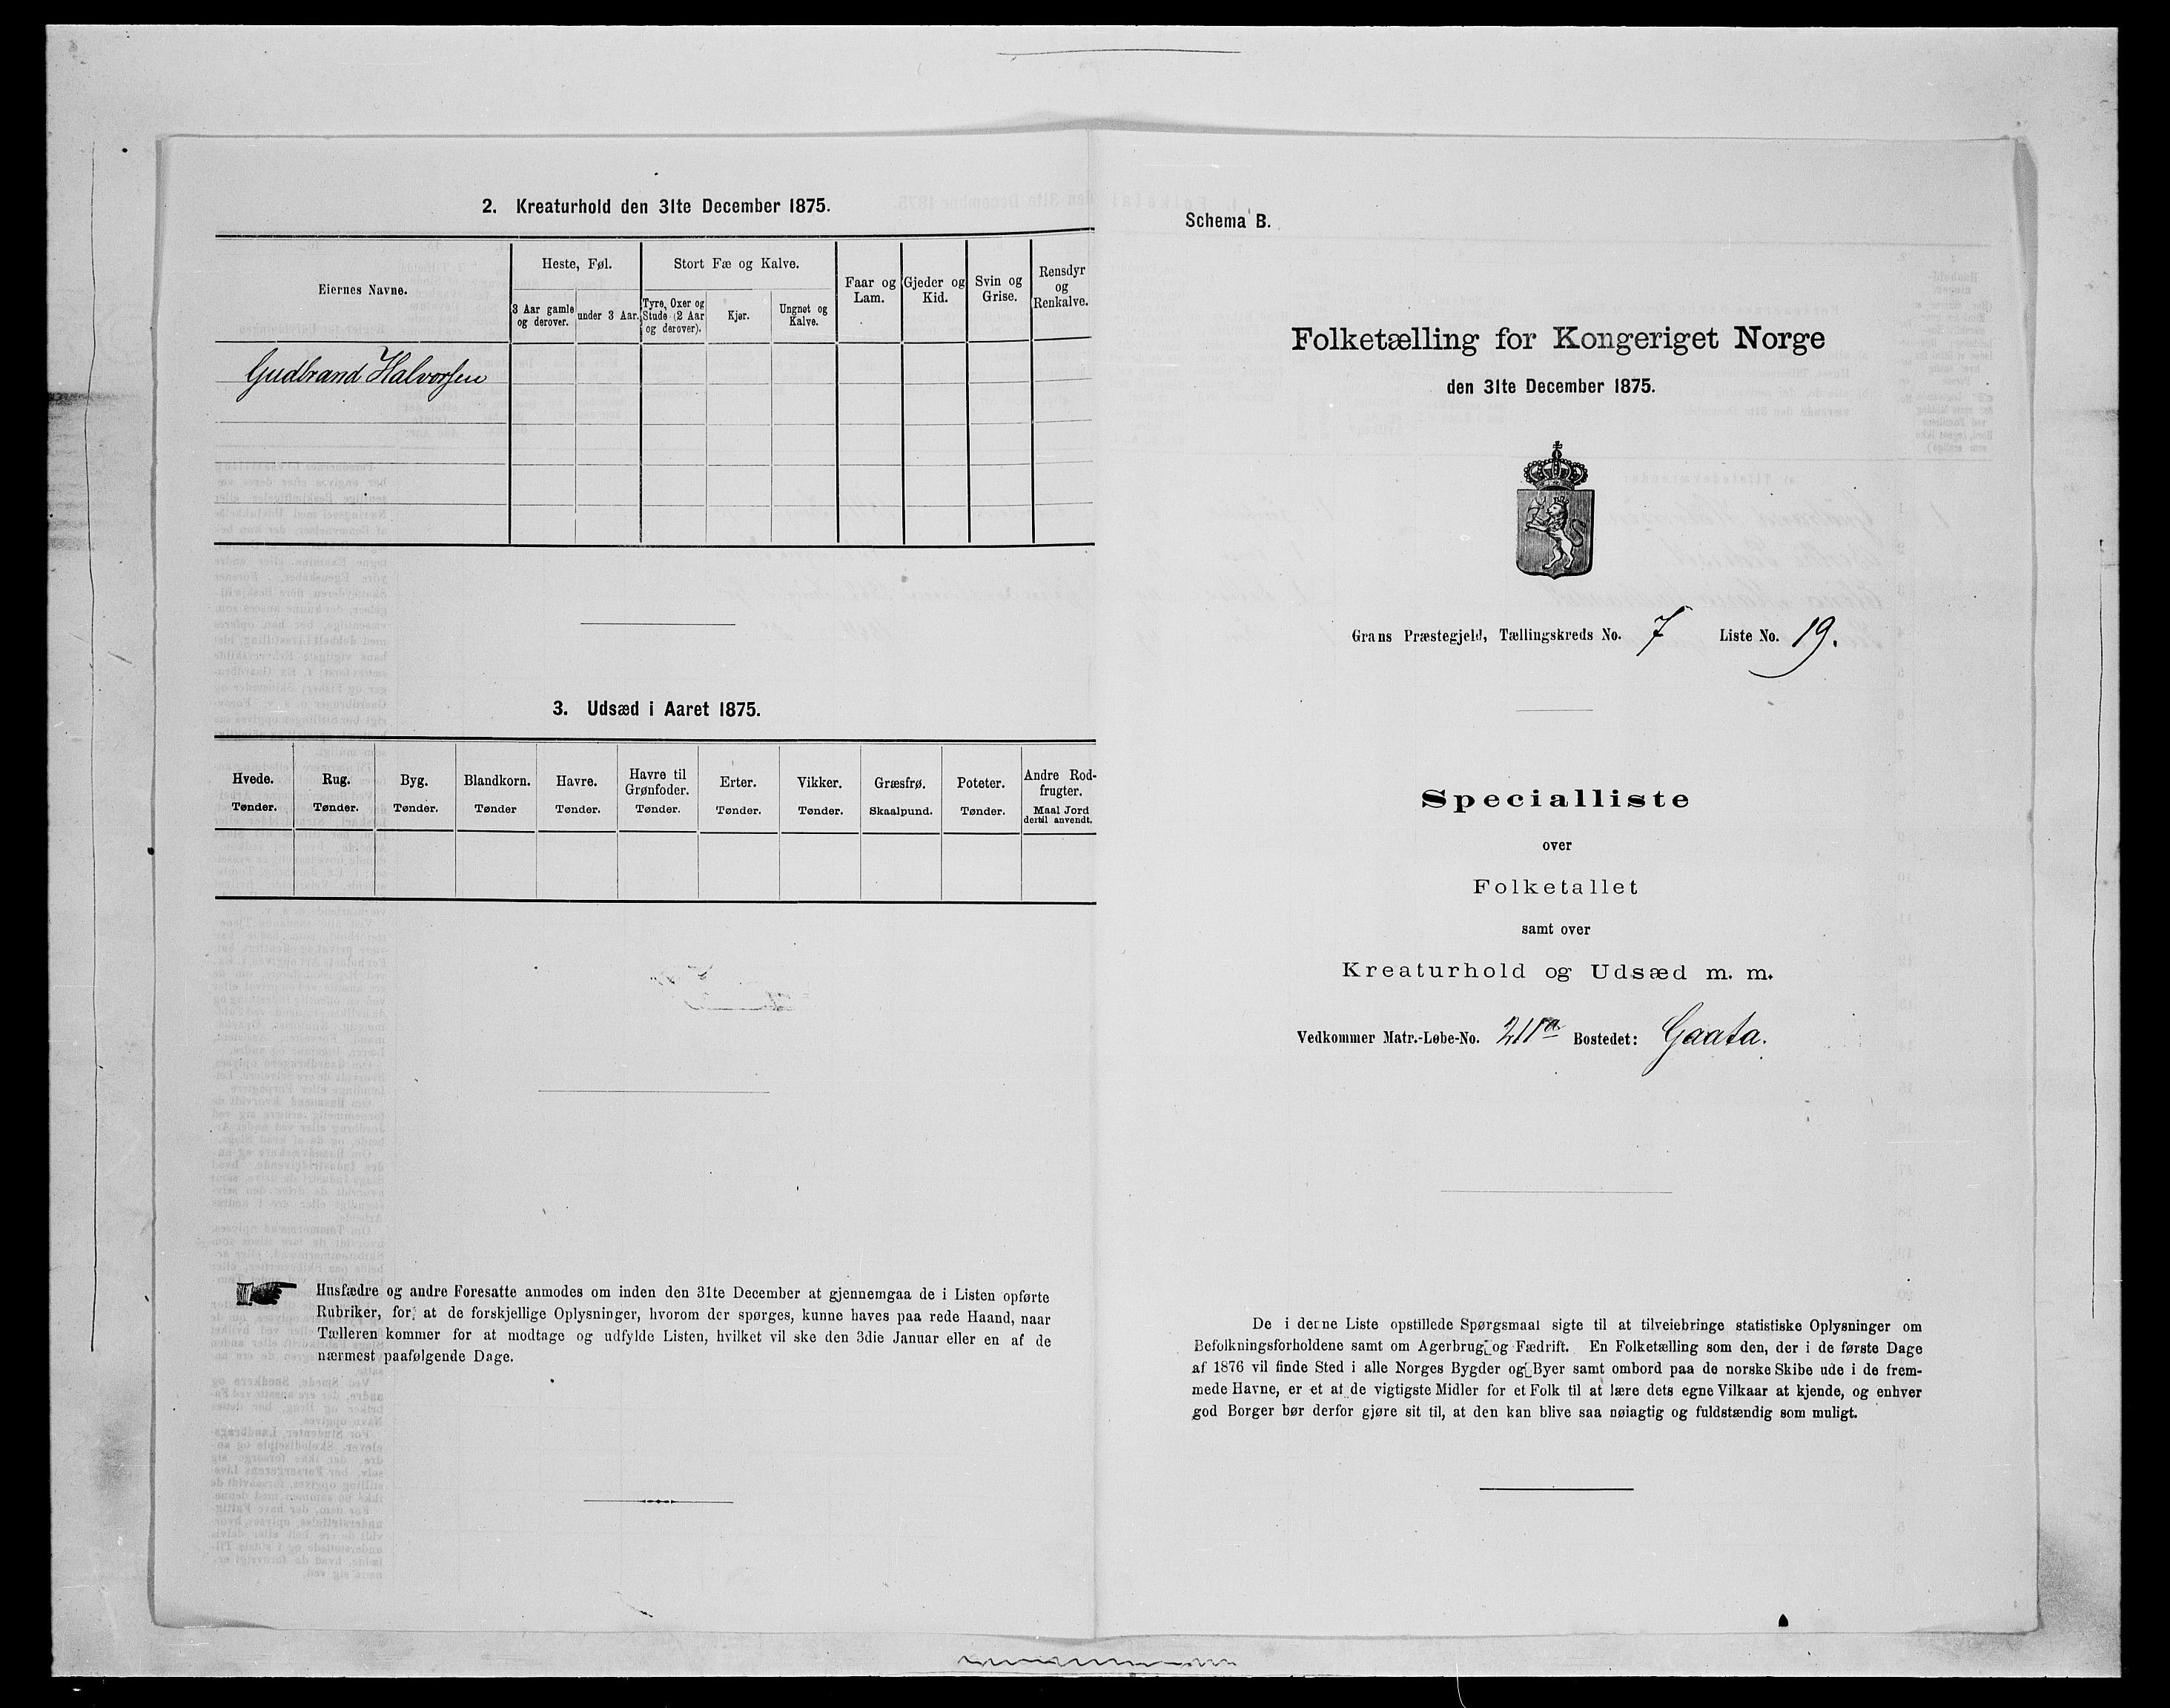 2. Kreaturhold den 31te December 1875.
Eiernes Navne.
Heste, Føl.
Stort Fæ og Kalve.
Faar og Lam.
Gjeder og Kid.
Svin og Grise.
Rensdyr og Renkalve.
3 Aar gamle og derover.
under 3 Aar.
Tyre, Oxer og Stude (2 Aar og derover).
Kjør.
Ungnøt og Kalve.
Gudbrand Halvorsen
3. Udsæd i Aaret 1875.
Hvede. Rug. Byg. Blandkorn. Havre. Havre til Grønfoder. Erter. Vikker. Græsfrø. Poteter. Andre Rodfrugter.
Tønder. Tønder. Tønder. Tønder Tønder. Tønder. Tønder. Tønder. Skaalpund. Tønder. Maal Jord dertil anvendt.
Husfædre og andre Foresatte anmodes om inden den 31te December at gjennemgaa de i Listen opførte
Rubriker, for at de forskjellige Oplysninger, hvorom der spørges, kunne haves paa rede Haand, naar
Tælleren kommer for at modtage og udfylde Listen, hvilket vil ske den 3die Januar eller en af de
nærmest paafølgende Dage.
Schema B.
Folketælling for Kongeriget Norge
den 31te December 1875.
Grans Præstegjeld, Tællingskreds No. 7 Liste No. 19.
Specialliste
over
Folketallet
samt over
Kreaturhold og Udsæd m. m.
Vedkommer Matr.-Løbe-No. 211a Bostedet: Gaata.
De i derne Liste opstillede Spørgsmaal sigte til at tilveiebringe statistiske Oplysninger om
Befolkningsforholdene samt om Agerbrug og Fædrift. En Folketælling som den, der i de første Dage
af 1876 vil finde Sted i alle Norges Bygder og Byer samt ombord paa de norske Skibe ude i de frem-
mede Havne, er et af de vigtigste Midler for et Folk til at lære dets egne Vilkaar at kjende, og enhver
god Borger bør derfor gjøre sit til, at den kan blive saa nøiagtig og fuldstændig som muligt.